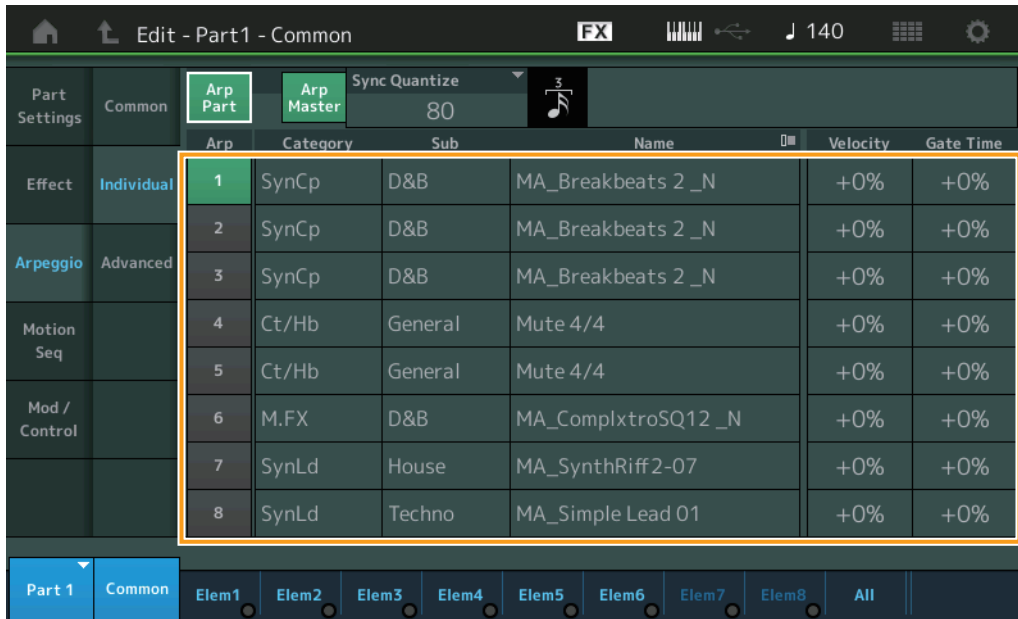 Edit - Part1 - Common FX 140
Part Settings
Common
Arp Part
Arp Master
Sync Quantize
80
3
Arp Category Sub Name Velocity Gate Time
Effect
Individual
1 SynCp D&B MA_Breakbeats 2 _N +0% +0%
2 SynCp D&B MA_Breakbeats 2 _N +0% +0%
Arpeggio
Advanced
3 SynCp D&B MA_Breakbeats 2 _N +0% +0%
Motion Seq
4 Ct/Hb General Mute 4/4 +0% +0%
5 Ct/Hb General Mute 4/4 +0% +0%
Mod / Control
6 M.FX D&B MA_ComplxtroSQ12 _N +0% +0%
7 SynLd House MA_SynthRiff2-07 +0% +0%
8 SynLd Techno MA_Simple Lead 01 +0% +0%
Part 1 Common Elem1 Elem2 Elem3 Elem4 Elem5 Elem6 Elem7 Elem8 All